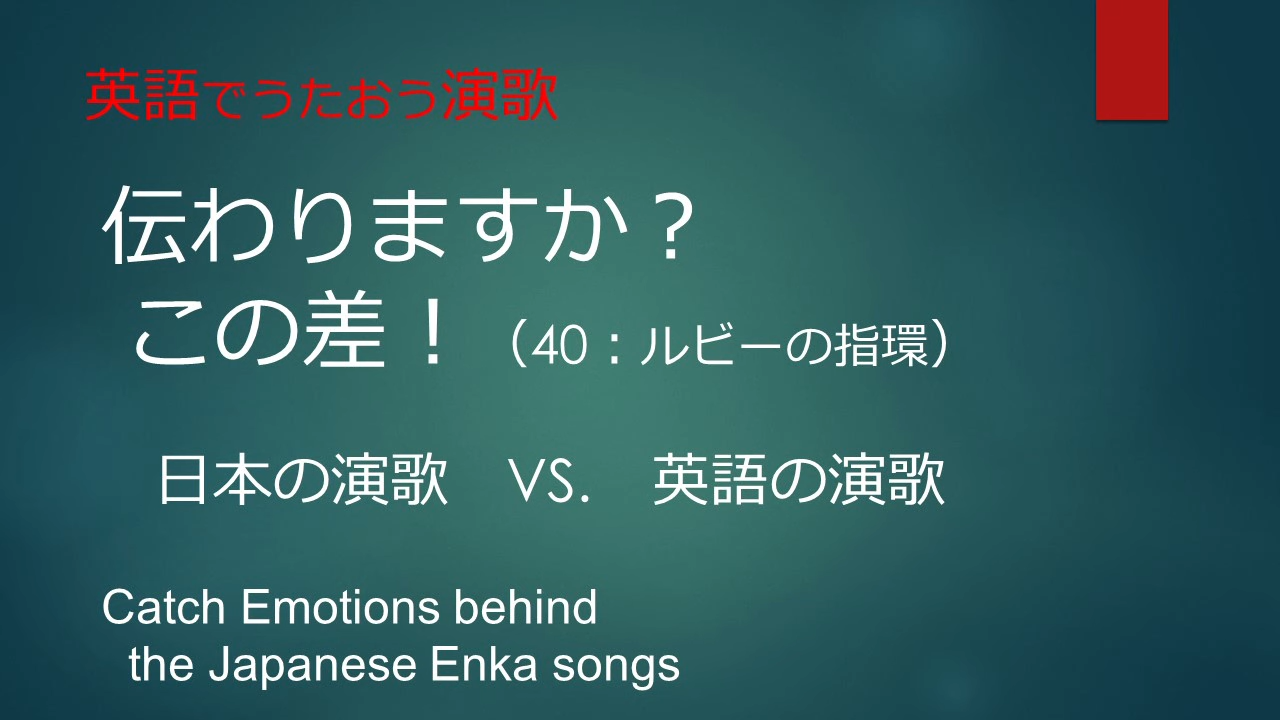 英語でうたおう演歌
伝わりますか？
この差！（40：ルビーの指環）
日本の演歌　VS.　英語の演歌
Catch Emotions behind
the Japanese Enka songs